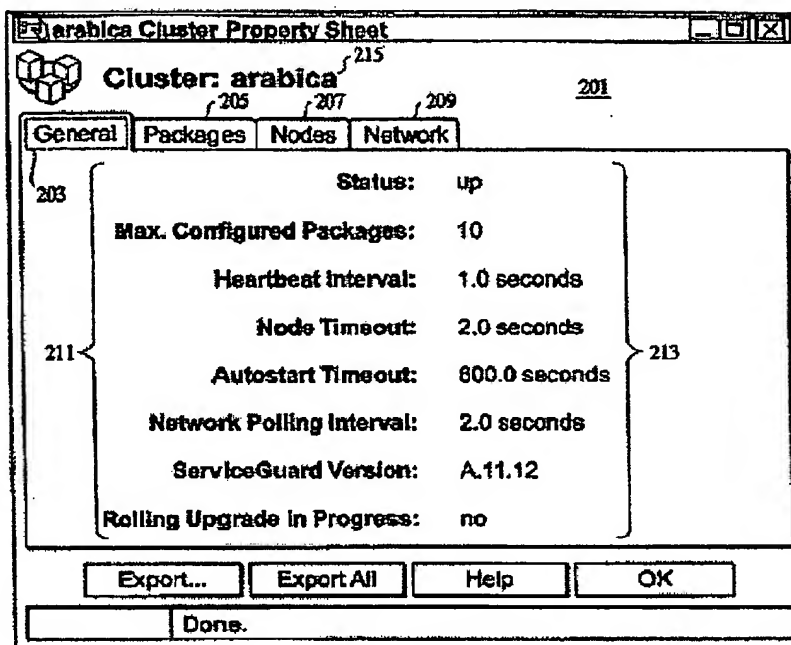 arabica Cluster Property Sheet
Cluster: arabica 215
201
205 207 209
General Packages Nodes Network
203
Status: up
Max. Configured Packages: 10
Heartbeat Interval: 1.0 seconds
Node Timeout: 2.0 seconds
211 213
Autostart Timeout: 600.0 seconds
Network Polling Interval: 2.0 seconds
ServiceGuard Version: A.11.12
Rolling Upgrade in Progress: no
Export... Export All Help OK
Done.